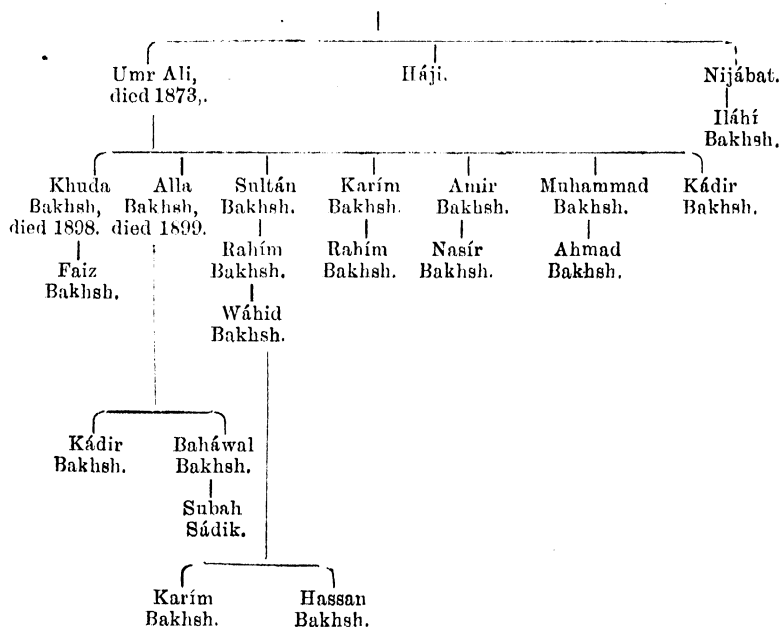 Umr Ali, Háji. Nijábat.
died 1873,.
Iláhí
Bakhsh.
Khuda Alla Sultán Karím Amir Muhammad Kádir
Bakhsh, Bakhsh, Bakhsh. Bakhsh. Bakhsh. Bakhsh. Bakhsh.
died 1898. died 1899.
Faiz Rahím Rahím Nasír Ahmad
Bakhsh. Bakhsh. Bakhsh. Bakhsh. Bakhsh.
Wáhid
Bakhsh.
Kádir Baháwal
Bakhsh. Bakhsh.
Subah
Sádik.
Karím Hassan
Bakhsh. Bakhsh.